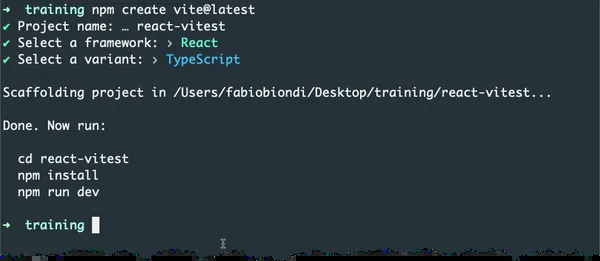 ➜ training npm create vite@latest
✔ Project name: … react-vitest
✔ Select a framework: › React
✔ Select a variant: › TypeScript
Scaffolding project in /Users/fabiobiondi/Desktop/training/react-vitest...
Done. Now run:
cd react-vitest
npm install
npm run dev
➜ training